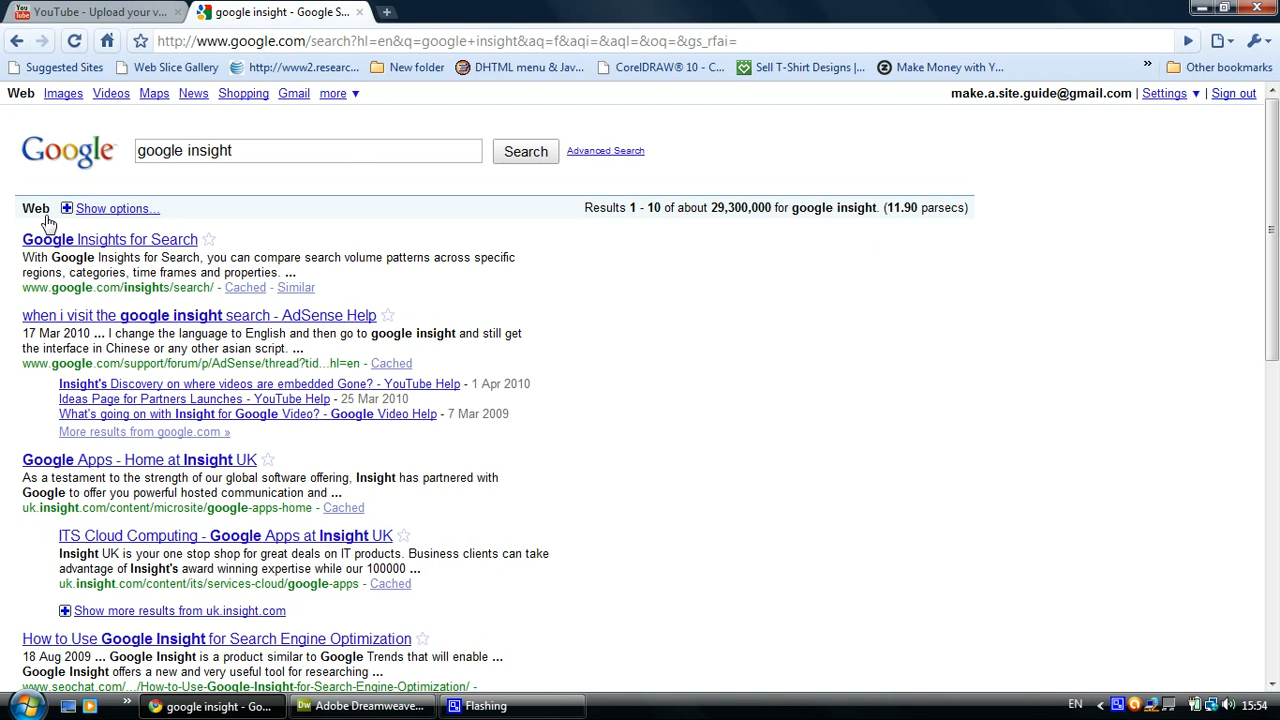 YouTube - Upload your v...
google insight - Google S...
http://www.google.com/search?hl=en&q=google+insight&aq=f&aqi=&aql=&oq=&gs_rfai=
Suggested Sites
Web Slice Gallery
http://www2.researc...
New folder
DHTML menu & Jav...
CorelDRAW® 10 - C...
Sell T-Shirt Designs |...
Make Money with Y...
»
Other bookmarks
Web Images Videos Maps News Shopping Gmail more ▼
make.a.site.guide@gmail.com | Settings ▼ | Sign out
Google
google insight
Search
Advanced Search
Web Show options...
Results 1 - 10 of about 29,300,000 for google insight. (11.90 parsecs)
Google Insights for Search
With Google Insights for Search, you can compare search volume patterns across specific
regions, categories, time frames and properties. ...
www.google.com/insights/search/ - Cached - Similar
when i visit the google insight search - AdSense Help
17 Mar 2010 ... I change the language to English and then go to google insight and still get
the interface in Chinese or any other asian script. ...
www.google.com/support/forum/p/AdSense/thread?tid...hl=en - Cached
Insight's Discovery on where videos are embedded Gone? - YouTube Help - 1 Apr 2010
Ideas Page for Partners Launches - YouTube Help - 25 Mar 2010
What's going on with Insight for Google Video? - Google Video Help - 7 Mar 2009
More results from google.com »
Google Apps - Home at Insight UK
As a testament to the strength of our global software offering, Insight has partnered with
Google to offer you powerful hosted communication and ...
uk.insight.com/content/microsite/google-apps-home - Cached
ITS Cloud Computing - Google Apps at Insight UK
Insight UK is your one stop shop for great deals on IT products. Business clients can take
advantage of Insight's award winning expertise while our 100000 ...
uk.insight.com/content/its/services-cloud/google-apps - Cached
Show more results from uk.insight.com
How to Use Google Insight for Search Engine Optimization
18 Aug 2009 ... Google Insight is a product similar to Google Trends that will enable ...
Google Insight offers a new and very useful tool for researching ...
www.seochat.com/.../How-to-Use-Google-Insight-for-Search-Engine-Optimization/ -
»
google insight - Go...
Adobe Dreamweave...
Flashing
EN
15:54